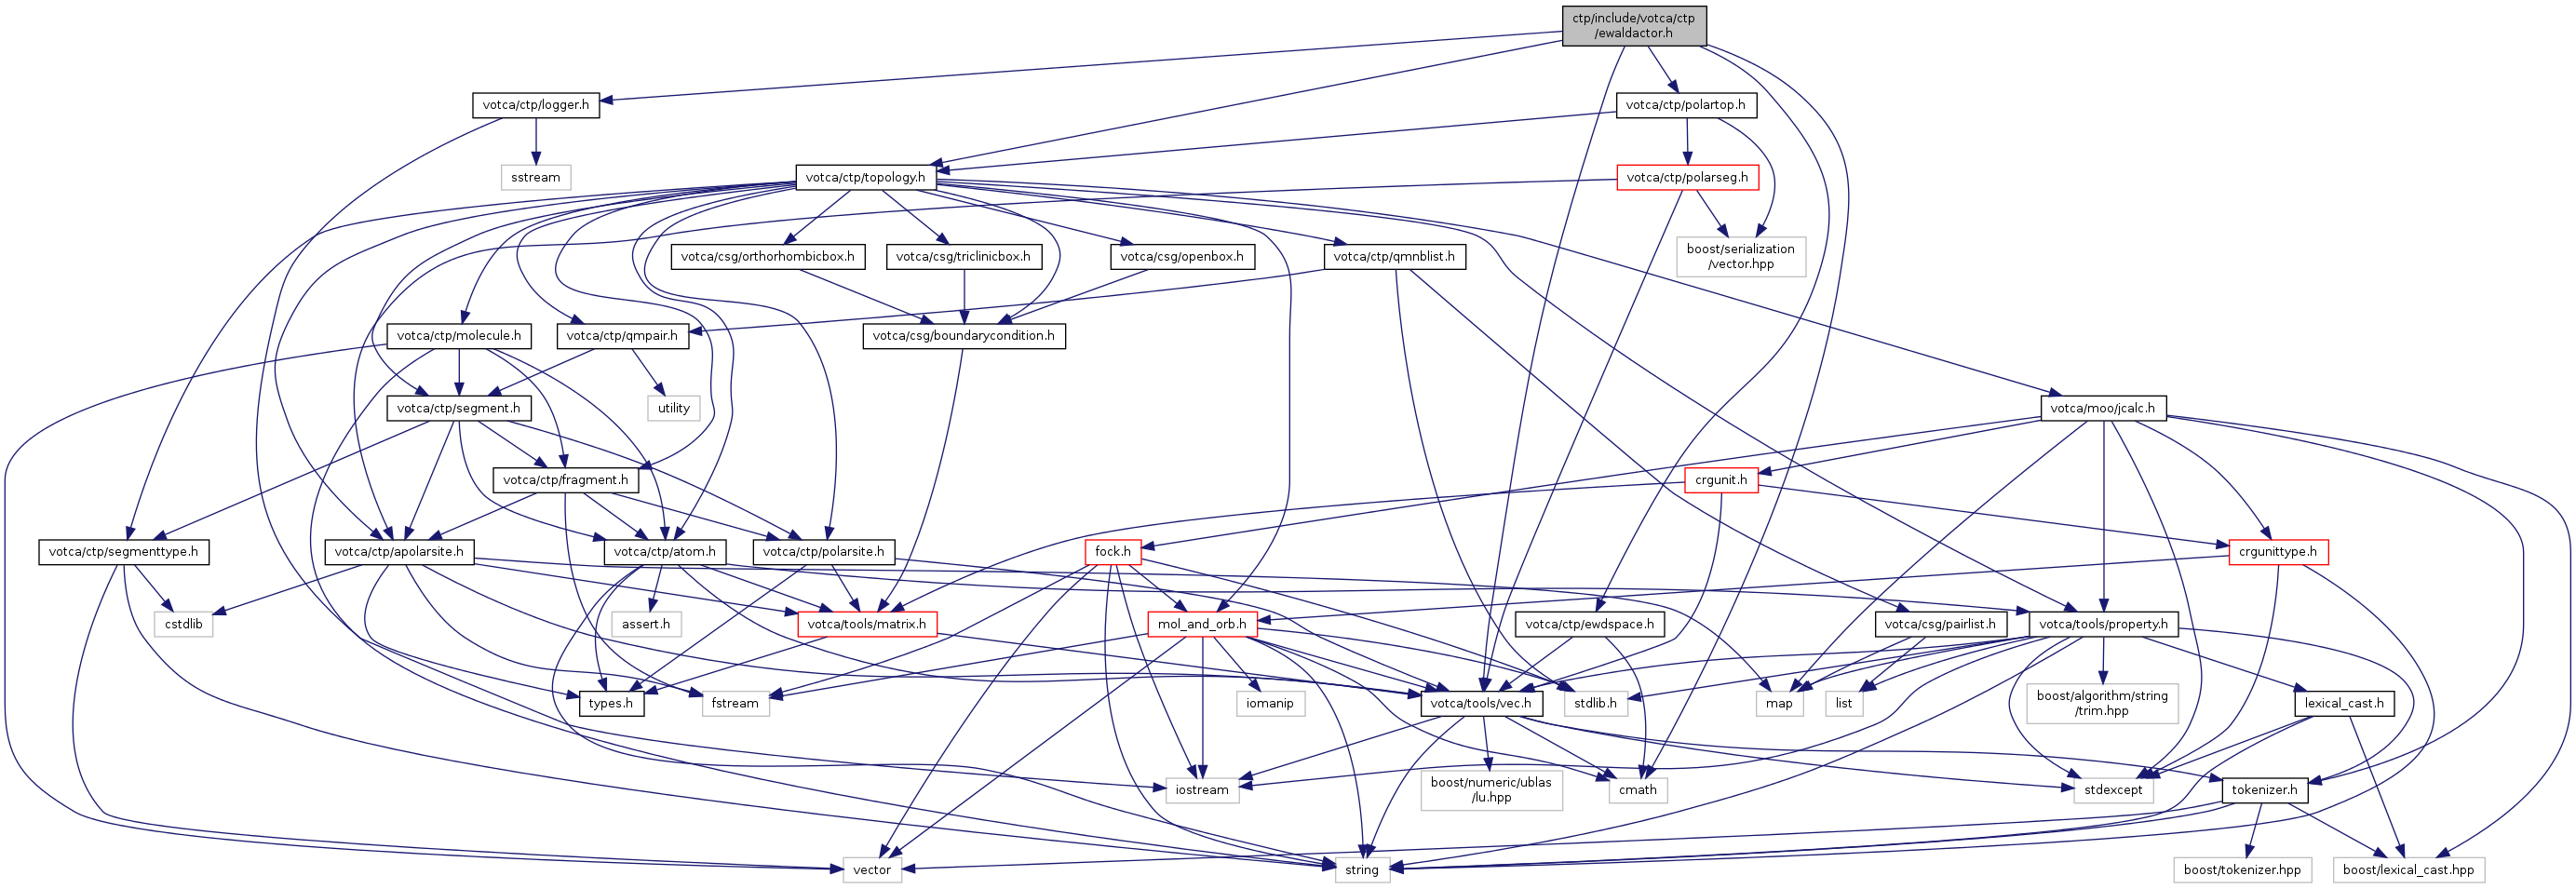 ctp/include/votca/ctp
/ewaldactor.h
votca/ctp/logger.h
votca/ctp/polartop.h
sstream
votca/ctp/topology.h
votca/ctp/polarseg.h
votca/csg/orthorhombicbox.h
votca/csg/triclinicbox.h
votca/csg/openbox.h
votca/ctp/qmnblist.h
boost/serialization
/vector.hpp
votca/ctp/molecule.h
votca/ctp/qmpair.h
votca/csg/boundarycondition.h
votca/ctp/segment.h
utility
votca/moo/jcalc.h
votca/ctp/fragment.h
crgunit.h
votca/ctp/segmenttype.h
votca/ctp/apolarsite.h
votca/ctp/atom.h
votca/ctp/polarsite.h
fock.h
crgunittype.h
cstdlib
assert.h
votca/tools/matrix.h
mol_and_orb.h
votca/ctp/ewdspace.h
votca/csg/pairlist.h
votca/tools/property.h
types.h
fstream
iomanip
votca/tools/vec.h
stdlib.h
map
list
boost/algorithm/string
/trim.hpp
lexical_cast.h
iostream
boost/numeric/ublas
/lu.hpp
cmath
stdexcept
tokenizer.h
vector
string
boost/tokenizer.hpp
boost/lexical_cast.hpp